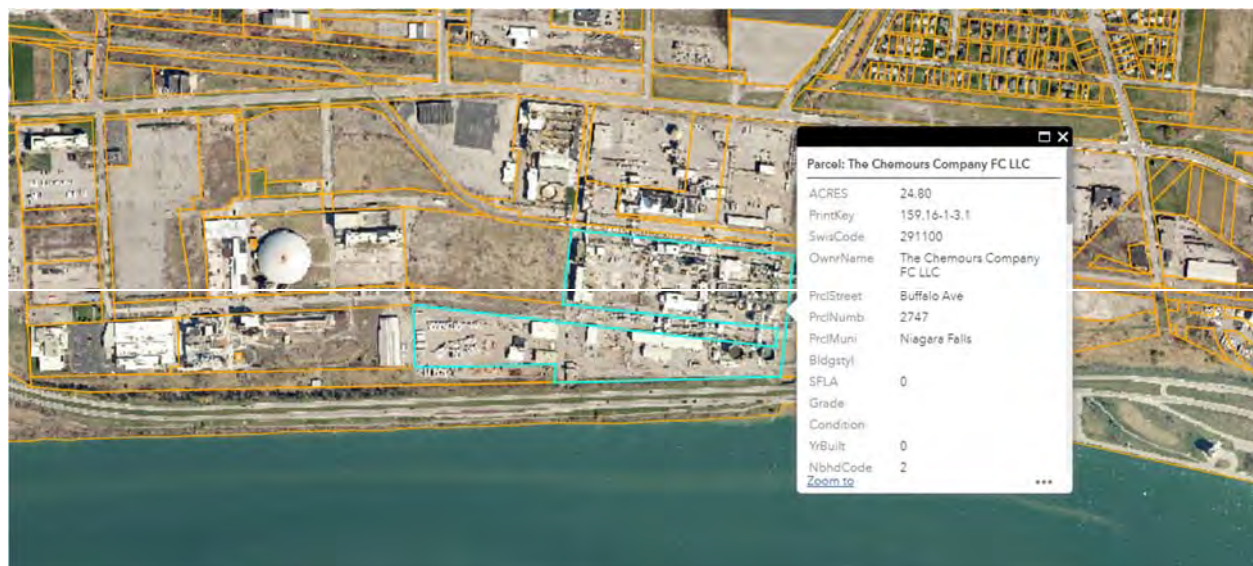 Parcel: The Chemours Company FC LLC
ACRES 24.80
PrintKey 159.16-1-3.1
SwisCode 291100
OwnrName The Chemours Company
FC LLC
PrclStreet Buffalo Ave
PrclNumb 2747
PrclMuni Niagara Falls
Bldgstyl
SFLA 0
Grade
Condition
YrBuilt 0
NbhdCode 2
Zoom to